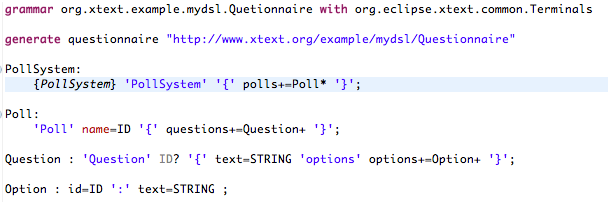 grammar org.xtext.example.mydsl.Quetionnaire with org.eclipse.xtext.common.Terminals
generate questionnaire "http://www.xtext.org/example/mydsl/Questionnaire"
PollSystem:
{PollSystem} 'PollSystem' '{' polls+=Poll* '}';
Poll:
'Poll' name=ID '{' questions+=Question+ '}';
Question : 'Question' ID? '{' text=STRING 'options' options+=Option+ '}';
Option : id=ID ':' text=STRING ;